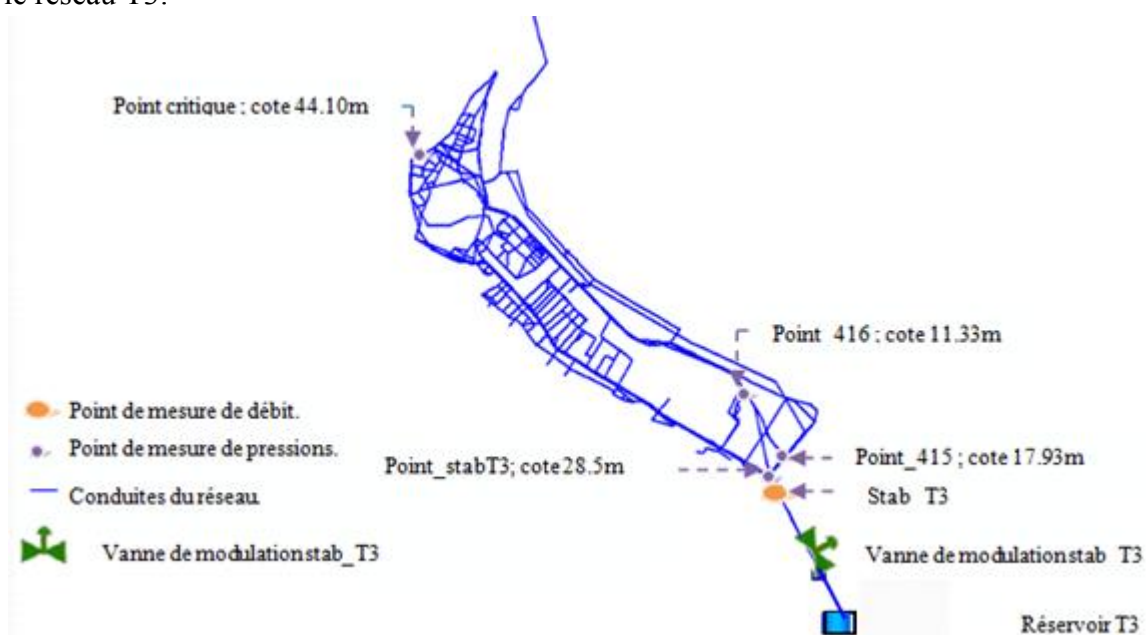 le réseau T3.
Point critique ; cote 44.10m
Point 416 ; cote 11.33m
Point de mesure de débit.
Point de mesure de pressions.
Point_stabT3; cote 28.5m
Point_415 ; cote 17.93m
Conduites du réseau.
Stab T3
Vanne de modulation stab_T3
Vanne de modulation stab T3
Réservoir T3